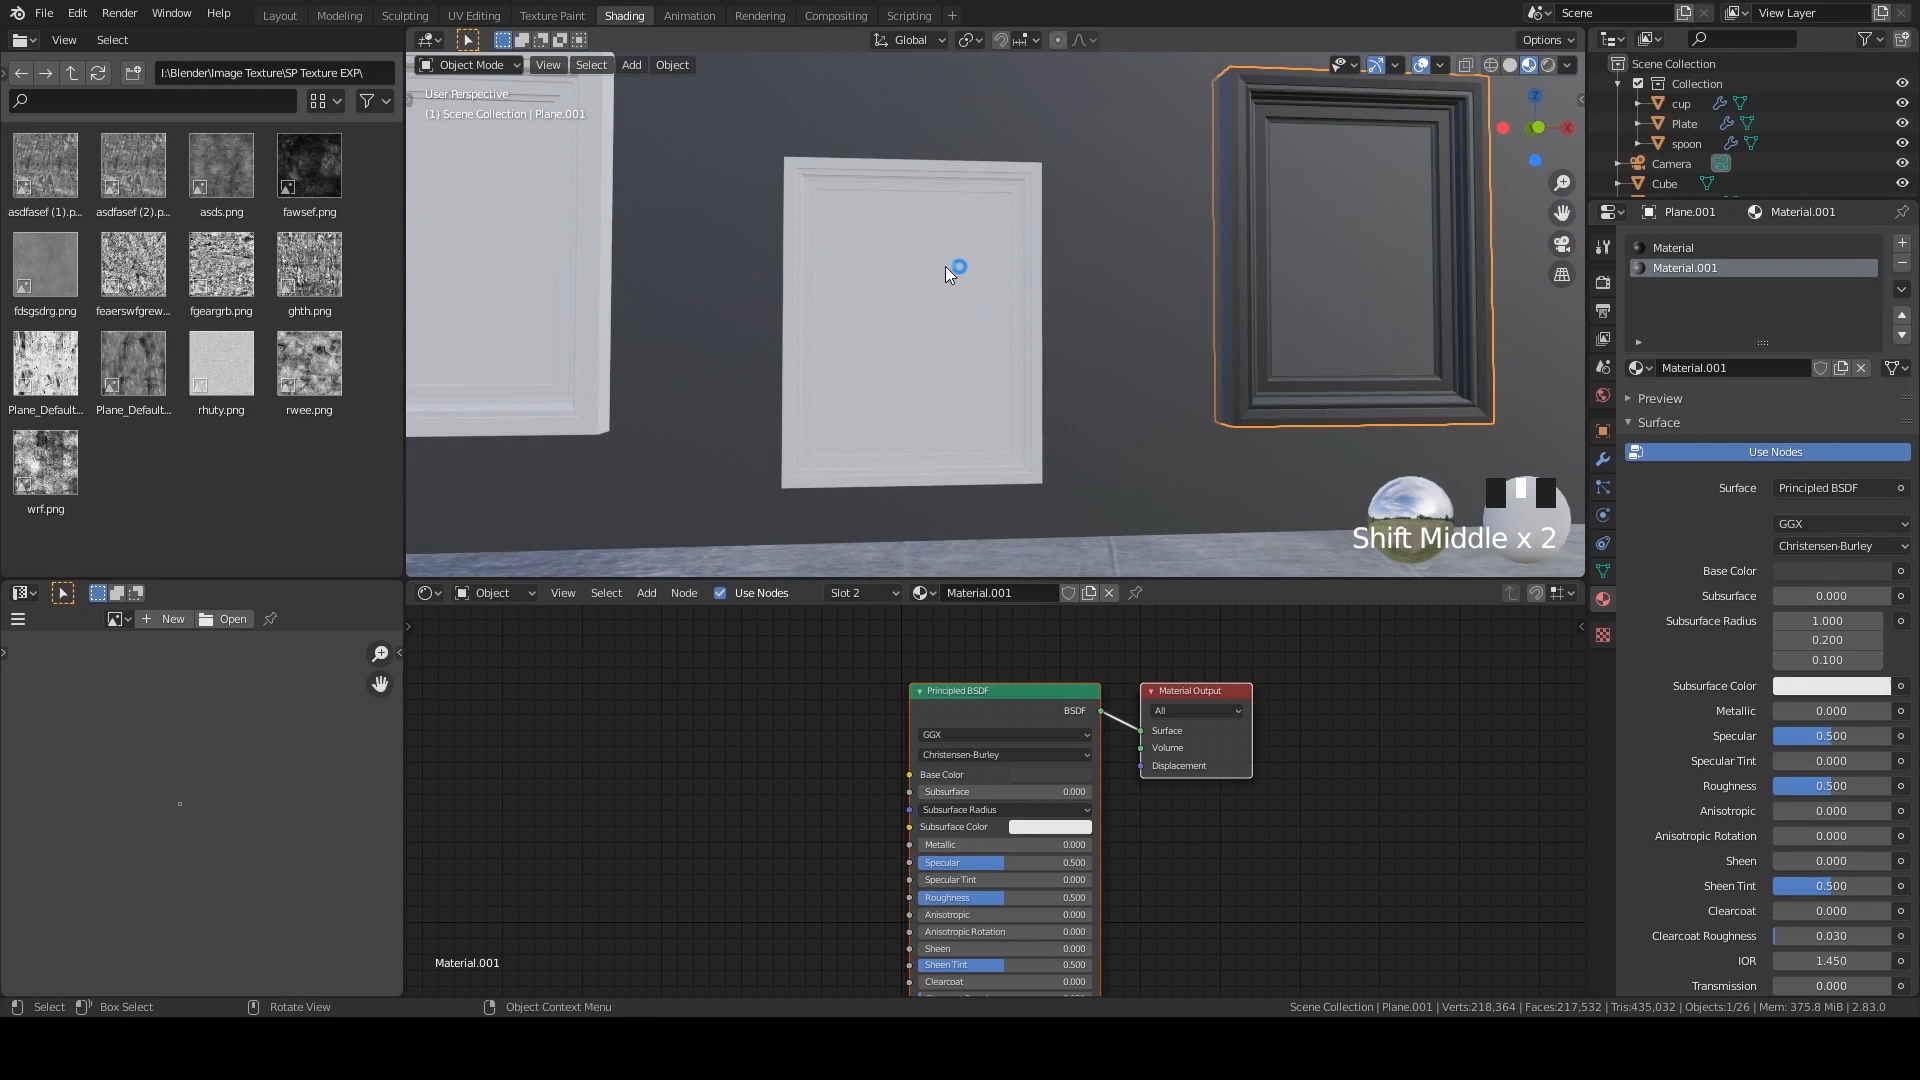 File Edit Render Window Help
Layout Modeling Sculpting UV Editing Texture Paint Shading Animation Rendering Compositing Scripting +
Scene View Layer
View Select
Global Options
I:\Blender\Image Texture\SP Texture EXP\
Object Mode View Select Add Object
User Perspective
(1) Scene Collection | Plane.001
asdfasef (1).p... asdfasef (2).p... asds.png fawsef.png
fdsgsdrg.png feaerswfgrew... fgeargrb.png ghth.png
Plane_Default... Plane_Default... rhuty.png rwee.png
wrf.png
Shift Middle x 2
Scene Collection
Collection
cup
Plate
spoon
Camera
Cube
Plane.001 Material.001
Material
Material.001
Material.001
Preview
Surface
Use Nodes
Surface Principled BSDF
GGX
Christensen-Burley
Base Color
Subsurface 0.000
Subsurface Radius 1.000
0.200
0.100
Subsurface Color
Metallic 0.000
Specular 0.500
Specular Tint 0.000
Roughness 0.500
Anisotropic 0.000
Anisotropic Rotation 0.000
Sheen 0.000
Sheen Tint 0.500
Clearcoat 0.000
Clearcoat Roughness 0.030
IOR 1.450
Transmission 0.000
New Open
Object View Select Add Node Use Nodes Slot 2 Material.001
Principled BSDF
BSDF
GGX
Christensen-Burley
Base Color
Subsurface 0.000
Subsurface Radius
Subsurface Color
Metallic 0.000
Specular 0.500
Specular Tint 0.000
Roughness 0.500
Anisotropic 0.000
Anisotropic Rotation 0.000
Sheen 0.000
Sheen Tint 0.500
Clearcoat 0.000
Material Output
All
Surface
Volume
Displacement
Material.001
Select Box Select Rotate View Object Context Menu
Scene Collection | Plane.001 | Verts:218,364 | Faces:217,532 | Tris:435,032 | Objects:1/26 | Mem: 375.8 MiB | 2.83.0